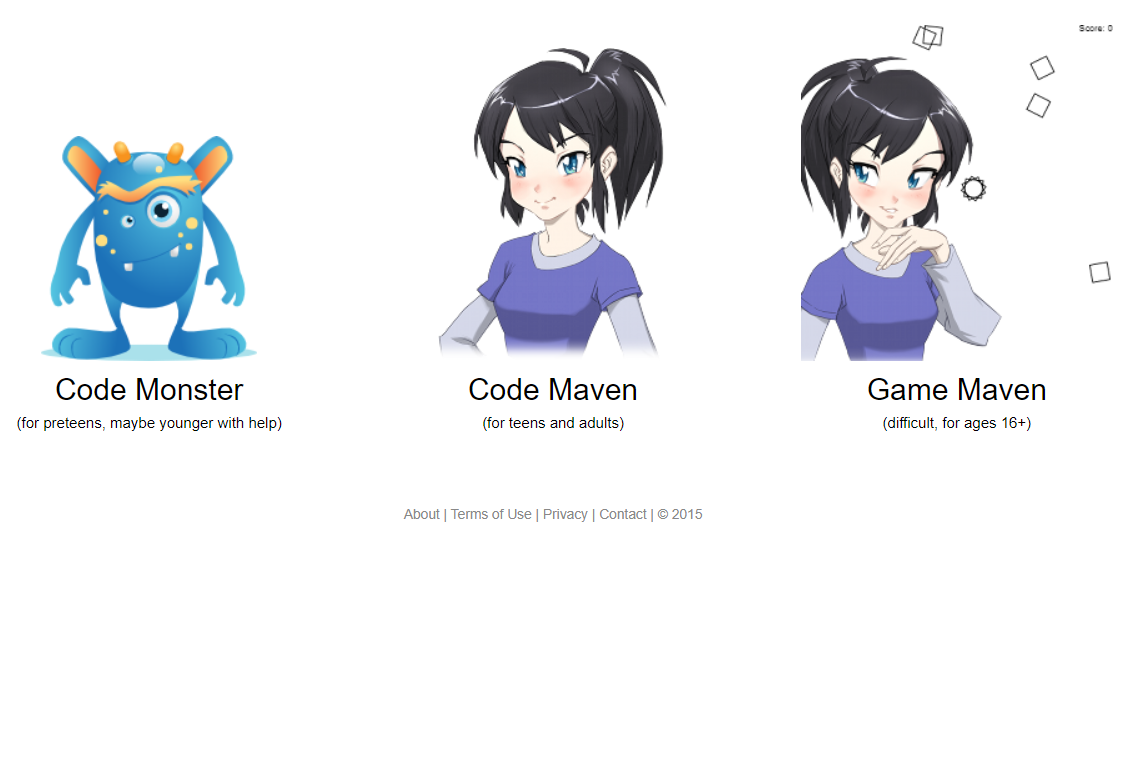 Score: 0
Code Monster
(for preteens, maybe younger with help)
Code Maven
(for teens and adults)
Game Maven
(difficult, for ages 16+)
About | Terms of Use | Privacy | Contact | © 2015